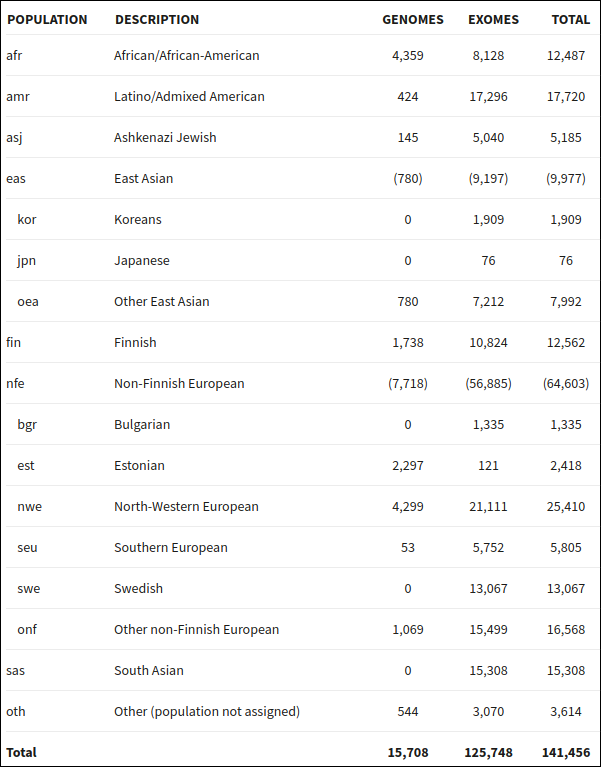 POPULATION DESCRIPTION GENOMES EXOMES TOTAL
afr African/African-American 4,359 8,128 12,487
amr Latino/Admixed American 424 17,296 17,720
asj Ashkenazi Jewish 145 5,040 5,185
eas East Asian (780) (9,197) (9,977)
kor Koreans 0 1,909 1,909
jpn Japanese 0 76 76
oea Other East Asian 780 7,212 7,992
fin Finnish 1,738 10,824 12,562
nfe Non-Finnish European (7,718) (56,885) (64,603)
bgr Bulgarian 0 1,335 1,335
est Estonian 2,297 121 2,418
nwe North-Western European 4,299 21,111 25,410
seu Southern European 53 5,752 5,805
swe Swedish 0 13,067 13,067
onf Other non-Finnish European 1,069 15,499 16,568
sas South Asian 0 15,308 15,308
oth Other (population not assigned) 544 3,070 3,614
Total 15,708 125,748 141,456